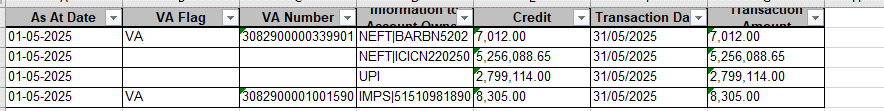 As At Date VA Flag VA Number Information to Account Owne Credit Transaction Da Transaction Amount
01-05-2025 VA 3082900000339901 NEFT|BARBN5202 7,012.00 31/05/2025 7,012.00
01-05-2025 NEFT|ICICN220250 5,256,088.65 31/05/2025 5,256,088.65
01-05-2025 UPI 2,799,114.00 31/05/2025 2,799,114.00
01-05-2025 VA 3082900001001590 IMPS|51510981890 8,305.00 31/05/2025 8,305.00